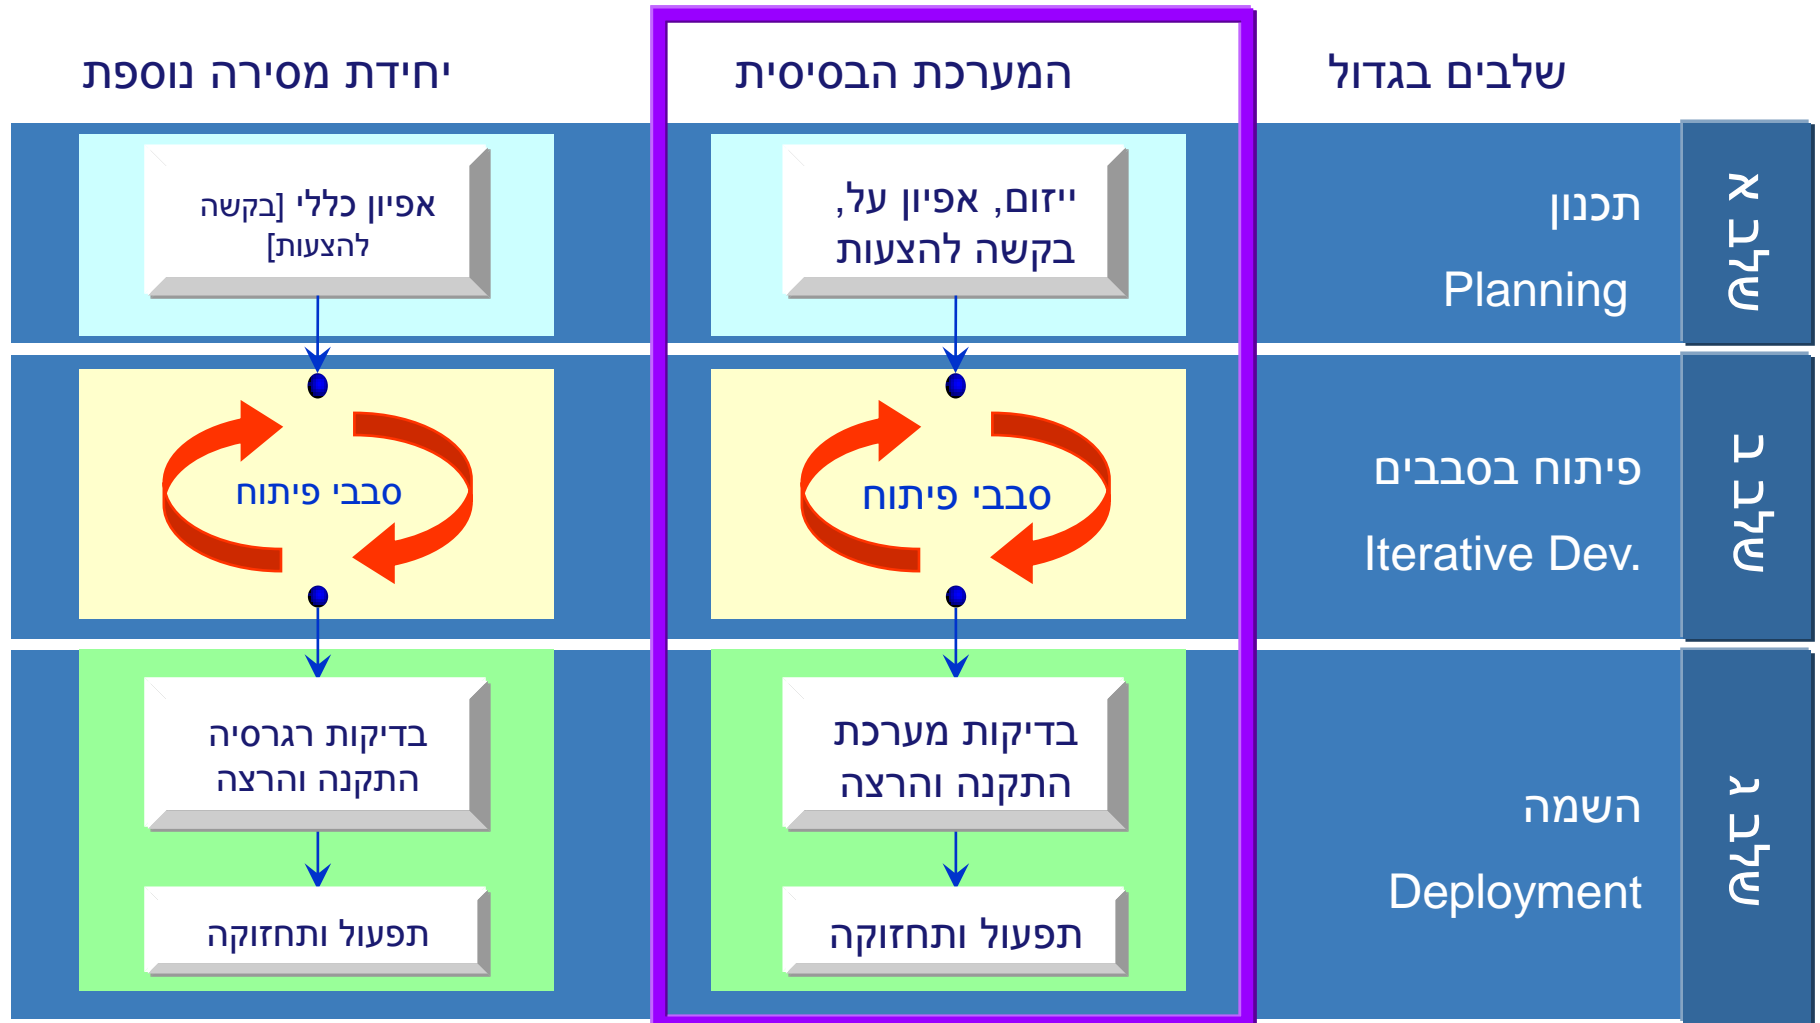 שלבים בגדול
המערכת הבסיסית
יחידת מסירה נוספת
שלב א
תכנון
Planning
ייזום, אפיון על,
בקשה להצעות
אפיון כללי [בקשה
להצעות]
שלב ב
פיתוח בסבבים
Iterative Dev.
סבבי פיתוח
סבבי פיתוח
שלב ג
השמה
Deployment
בדיקות מערכת
התקנה והרצה
תפעול ותחזוקה
בדיקות רגרסיה
התקנה והרצה
תפעול ותחזוקה